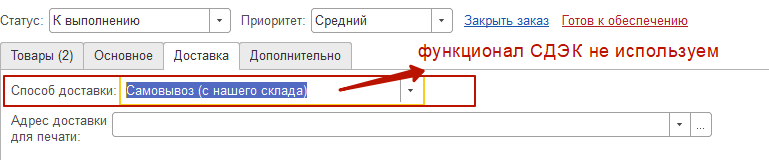 Статус: К выполнению Приоритет: Средний Закрыть заказ Готов к обеспечению
Товары (2) Основное Доставка Дополнительно
функционал СДЭК не используем
Способ доставки: Самовывоз (с нашего склада)
Адрес доставки
для печати: ...